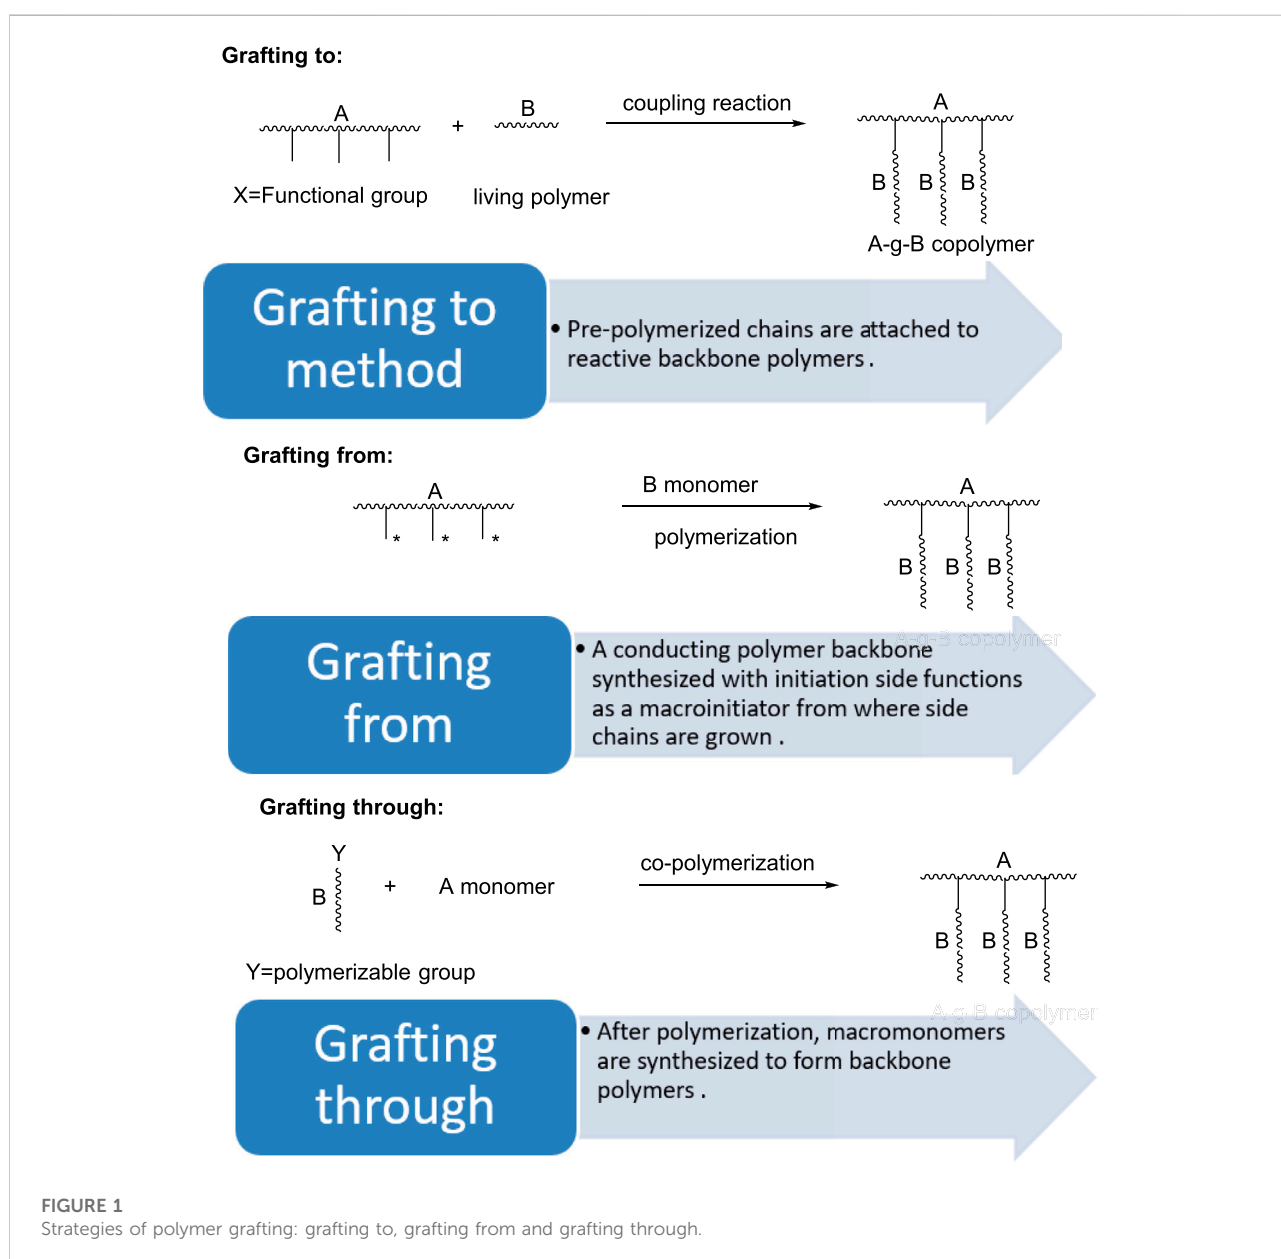 Grafting to:
A
+
B
coupling reaction
A
X=Functional group
living polymer
B
B
B
A-g-B copolymer
Grafting to
method
• Pre-polymerized chains are attached to
reactive backbone polymers .
Grafting from:
A
* * *
B monomer
polymerization
A
B
B
B
A-g-B copolymer
Grafting
from
• A conducting polymer backbone
synthesized with initiation side functions
as a macroinitiator from where side
chains are grown .
Grafting through:
Y
B
+
A monomer
co-polymerization
A
B
B
B
Y=polymerizable group
A-g-B copolymer
Grafting
through
• After polymerization, macromonomers
are synthesized to form backbone
polymers .
FIGURE 1
Strategies of polymer grafting: grafting to, grafting from and grafting through.